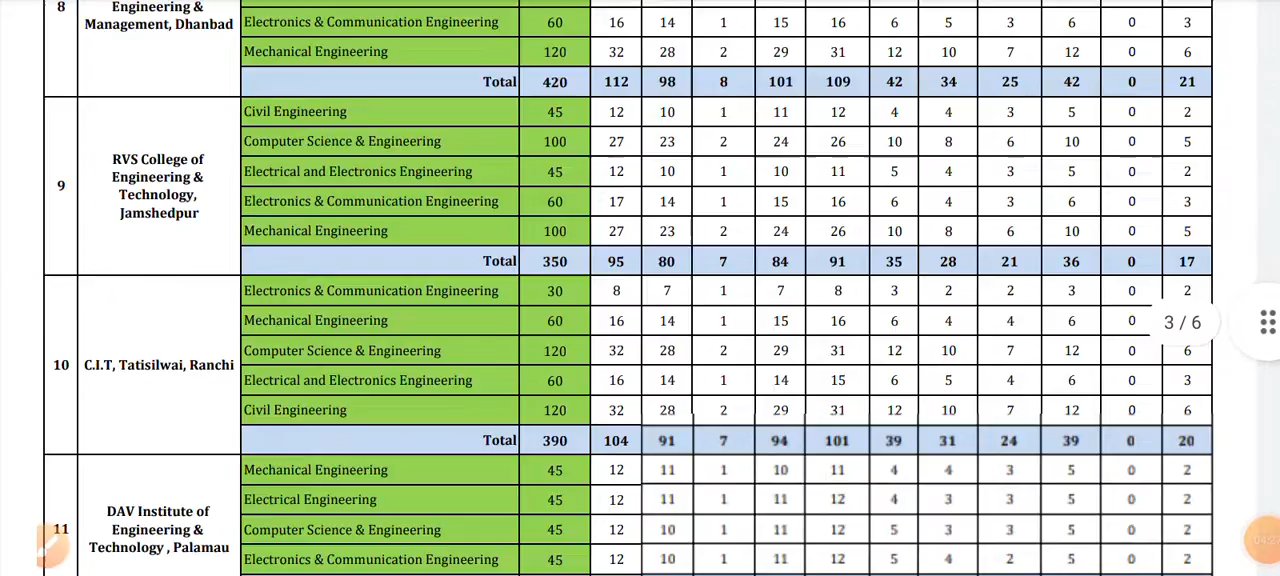 8 Engineering & Management, Dhanbad
Electronics & Communication Engineering 60 16 14 1 15 16 6 5 3 6 0 3
Mechanical Engineering 120 32 28 2 29 31 12 10 7 12 0 6
Total 420 112 98 8 101 109 42 34 25 42 0 21
9 RVS College of Engineering & Technology, Jamshedpur
Civil Engineering 45 12 10 1 11 12 4 4 3 5 0 2
Computer Science & Engineering 100 27 23 2 24 26 10 8 6 10 0 5
Electrical and Electronics Engineering 45 12 10 1 10 11 5 4 3 5 0 2
Electronics & Communication Engineering 60 17 14 1 15 16 6 4 3 6 0 3
Mechanical Engineering 100 27 23 2 24 26 10 8 6 10 0 5
Total 350 95 80 7 84 91 35 28 21 36 0 17
10 C.I.T, Tatisilwai, Ranchi
Electronics & Communication Engineering 30 8 7 1 7 8 3 2 2 3 0 2
Mechanical Engineering 60 16 14 1 15 16 6 4 4 6 0
3 / 6
Computer Science & Engineering 120 32 28 2 29 31 12 10 7 12 0 6
Electrical and Electronics Engineering 60 16 14 1 14 15 6 5 4 6 0 3
Civil Engineering 120 32 28 2 29 31 12 10 7 12 0 6
Total 390 104 91 7 94 101 39 31 24 39 0 20
11 DAV Institute of Engineering & Technology , Palamau
Mechanical Engineering 45 12 11 1 10 11 4 4 3 5 0 2
Electrical Engineering 45 12 11 1 11 12 4 3 3 5 0 2
Computer Science & Engineering 45 12 10 1 11 12 5 3 3 5 0 2
Electronics & Communication Engineering 45 12 10 1 11 12 5 4 2 5 0 2